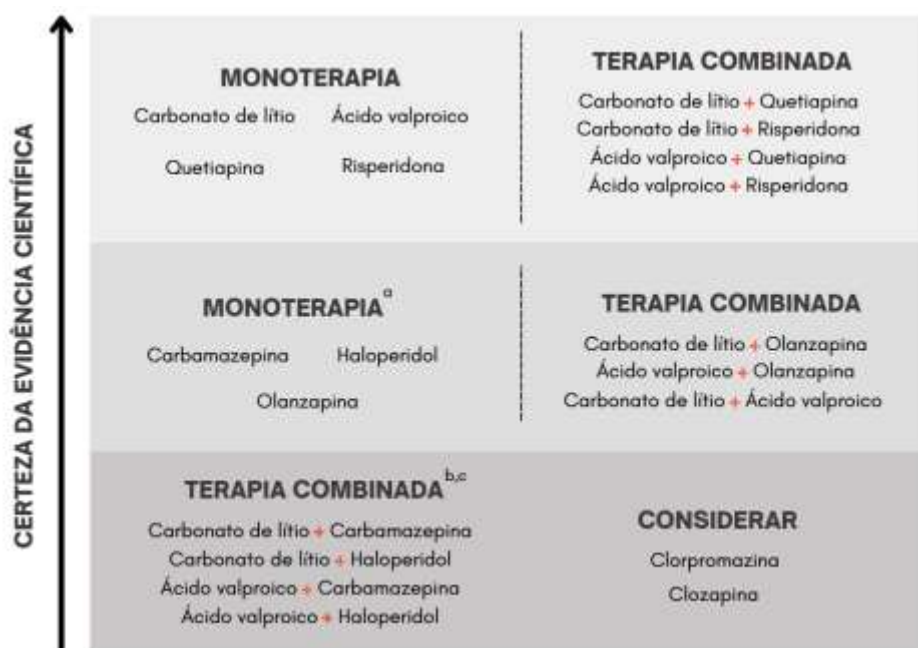 CERTEZA DA EVIDÊNCIA CIENTÍFICA
MONOTERAPIA
Carbonato de lítio Ácido valproico
Quetiapina Risperidona
TERAPIA COMBINADA
Carbonato de lítio + Quetiapina
Carbonato de lítio + Risperidona
Ácido valproico + Quetiapina
Ácido valproico + Risperidona
MONOTERAPIA a
Carbamazepina Haloperidol
Olanzapina
TERAPIA COMBINADA
Carbonato de lítio + Olanzapina
Ácido valproico + Olanzapina
Carbonato de lítio + Ácido valproico
TERAPIA COMBINADA b,c
Carbonato de lítio + Carbamazepina
Carbonato de lítio + Haloperidol
Ácido valproico + Carbamazepina
Ácido valproico + Haloperidol
CONSIDERAR
Clorpromazina
Clozapina